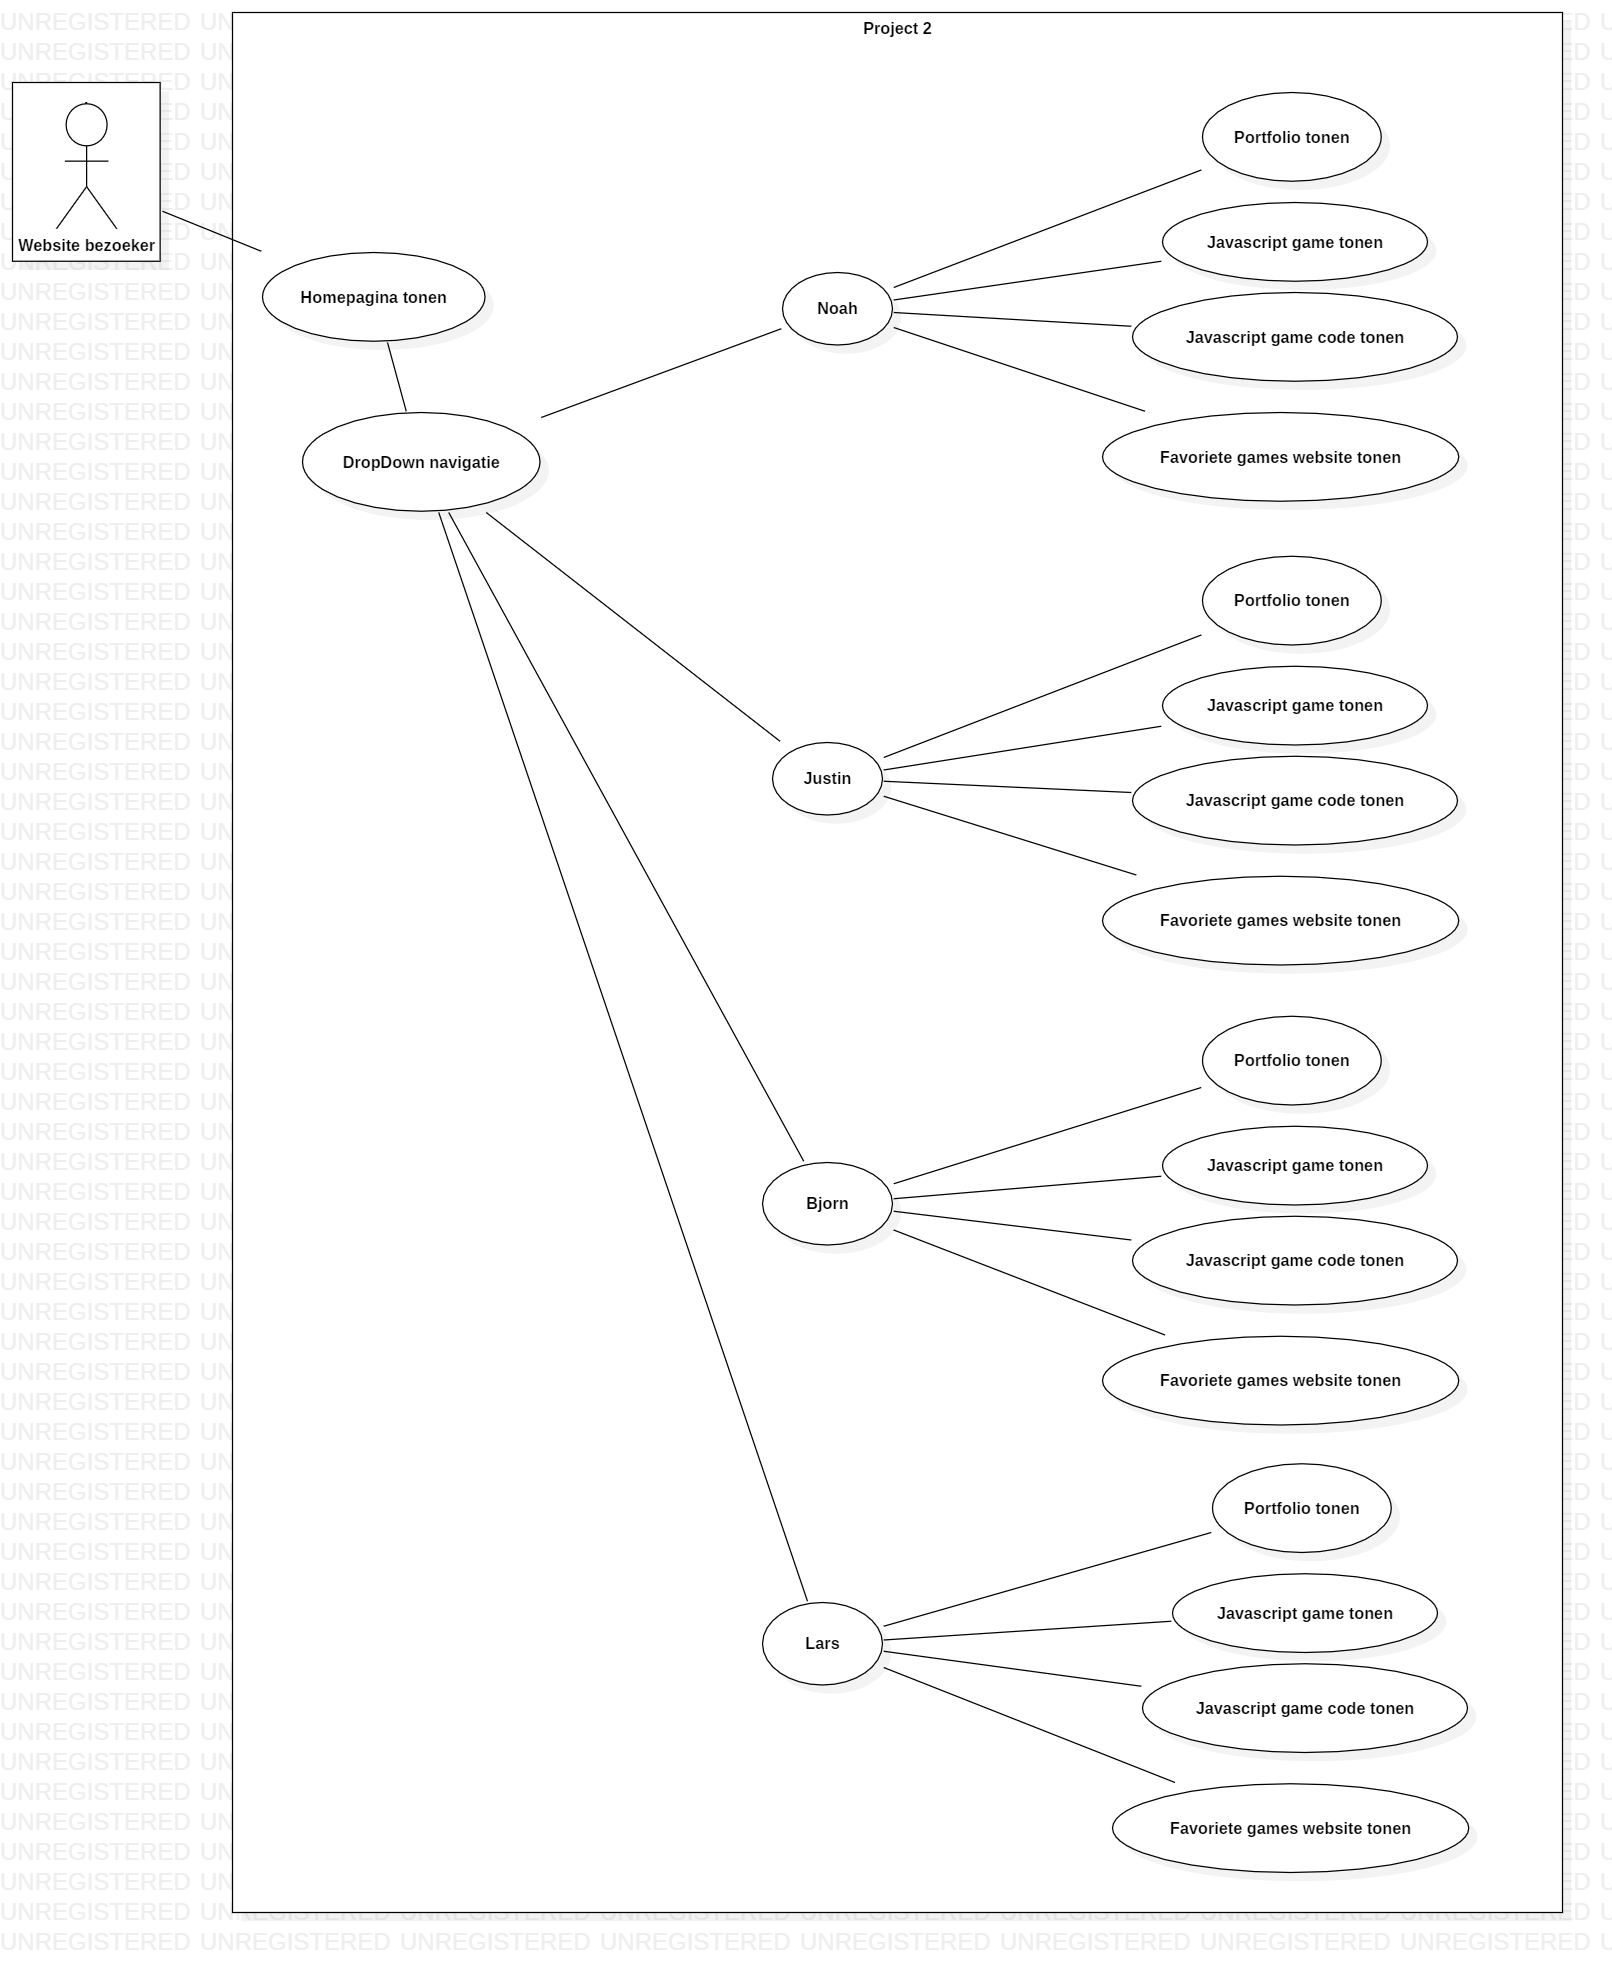 Project 2
Website bezoeker
Homepagina tonen
DropDown navigatie
Noah
Portfolio tonen
Javascript game tonen
Javascript game code tonen
Favoriete games website tonen
Justin
Portfolio tonen
Javascript game tonen
Javascript game code tonen
Favoriete games website tonen
Bjorn
Portfolio tonen
Javascript game tonen
Javascript game code tonen
Favoriete games website tonen
Lars
Portfolio tonen
Javascript game tonen
Javascript game code tonen
Favoriete games website tonen
UNREGISTERED UNREGISTERED UNREGISTERED UNREGISTERED UNREGISTERED UNREGISTERED UNREGISTERED UNREGISTERED